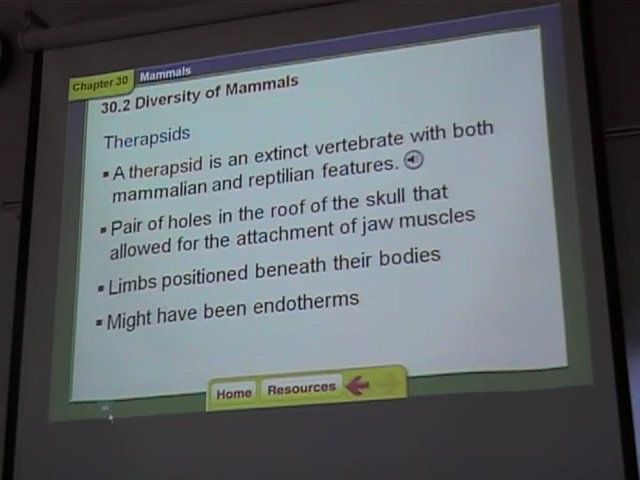 Chapter 30 Mammals
30.2 Diversity of Mammals
Therapsids
▪ A therapsid is an extinct vertebrate with both
mammalian and reptilian features.
▪ Pair of holes in the roof of the skull that
allowed for the attachment of jaw muscles
▪ Limbs positioned beneath their bodies
▪ Might have been endotherms
Home Resources